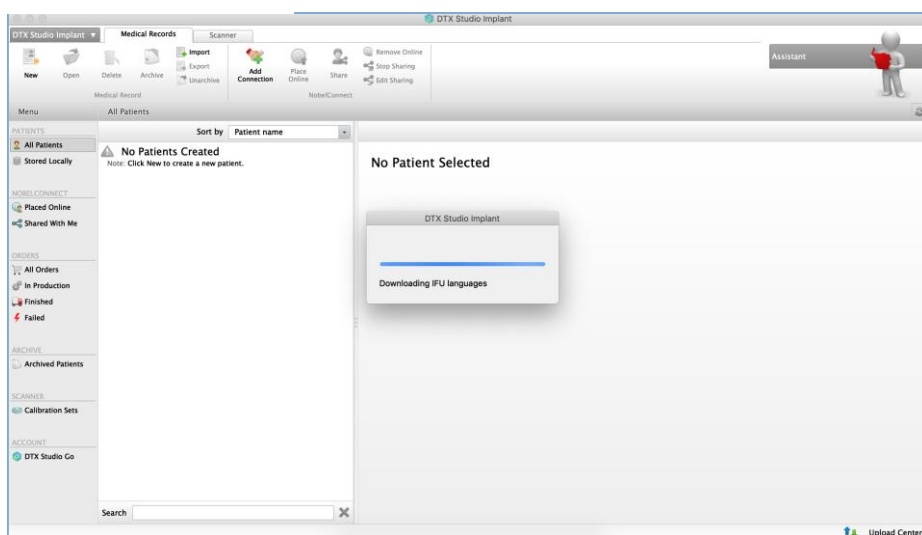 DTX Studio Implant
DTX Studio Implant
Medical Records
Scanner
New
Open
Delete
Archive
Import
Export
Unarchive
Medical Record
Add Connection
Place Online
Share
Remove Online
Stop Sharing
Edit Sharing
NobelConnect
Assistant
Menu
All Patients
PATIENTS
All Patients
Stored Locally
NOBELCONNECT
Placed Online
Shared With Me
ORDERS
All Orders
In Production
Finished
Failed
ARCHIVE
Archived Patients
SCANNER
Calibration Sets
ACCOUNT
DTX Studio Go
Sort by Patient name
No Patients Created
Note: Click New to create a new patient.
Search
No Patient Selected
DTX Studio Implant
Downloading IFU languages
Upload Center